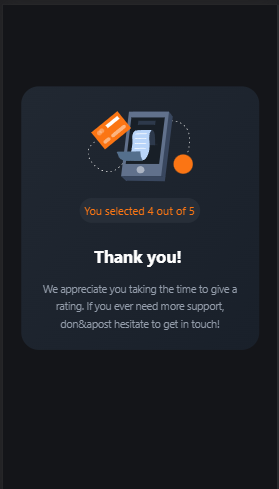 You selected 4 out of 5
Thank you!
We appreciate you taking the time to give a
rating. If you ever need more support,
don&apost hesitate to get in touch!